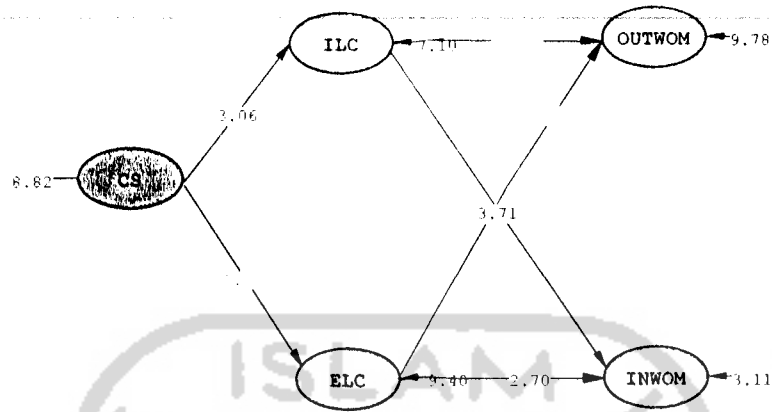 ILC
7.10
OUTWOM
9.78
3.06
8.82
CS
3.71
ISLAM
ELC
9.40
2.70
INWOM
3.11